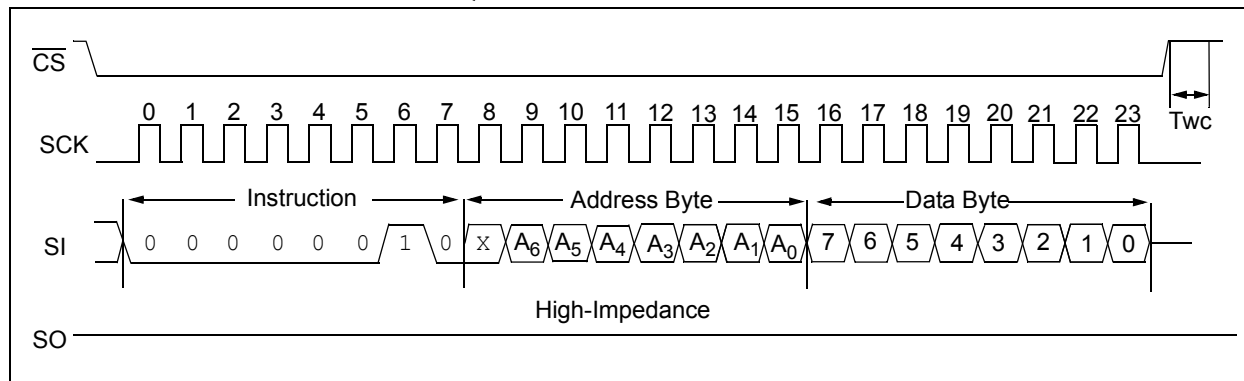 CS
0 1 2 3 4 5 6 7 8 9 10 11 12 13 14 15 16 17 18 19 20 21 22 23
Twc
SCK
Instruction Address Byte Data Byte
SI 0 0 0 0 0 0 1 0 X A6 A5 A4 A3 A2 A1 A0 7 6 5 4 3 2 1 0
High-Impedance
SO